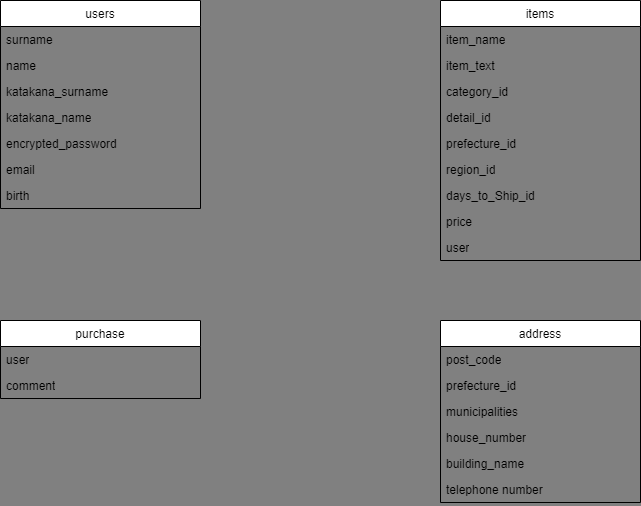 users
surname
name
katakana_surname
katakana_name
encrypted_password
email
birth
items
item_name
item_text
category_id
detail_id
prefecture_id
region_id
days_to_Ship_id
price
user
purchase
user
comment
address
post_code
prefecture_id
municipalities
house_number
building_name
telephone number